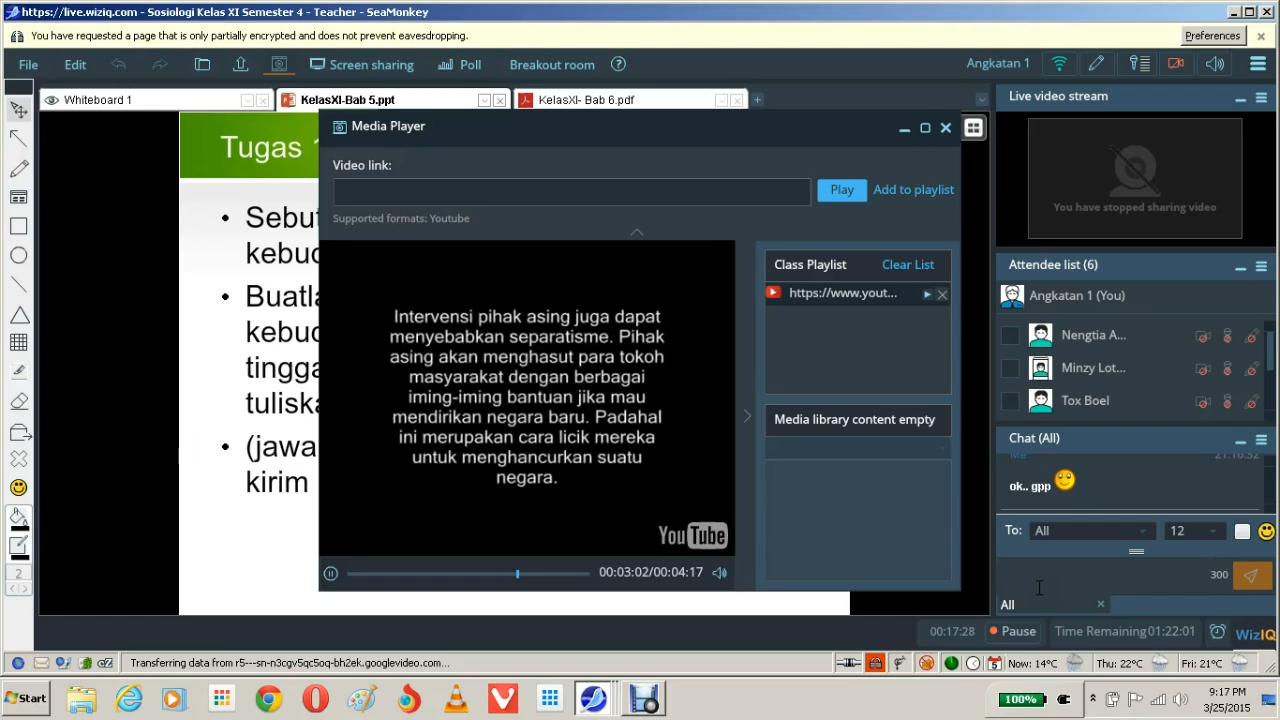 https://live.wiziq.com - Sosiologi Kelas XI Semester 4 - Teacher - SeaMonkey
You have requested a page that is only partially encrypted and does not prevent eavesdropping.
Preferences
File
Edit
Screen sharing
Poll
Breakout room
Angkatan 1
Whiteboard 1
KelasXI-Bab 5.ppt
KelasXI- Bab 6.pdf
Live video stream
You have stopped sharing video
Tugas 1
Sebut
kebud
Buatla
kebud
tingga
tuliska
(jawa
kirim
Media Player
Video link:
Play
Add to playlist
Supported formats: Youtube
Intervensi pihak asing juga dapat
menyebabkan separatisme. Pihak
asing akan menghasut para tokoh
masyarakat dengan berbagai
iming-iming bantuan jika mau
mendirikan negara baru. Padahal
ini merupakan cara licik mereka
untuk menghancurkan suatu
negara.
YouTube
00:03:02/00:04:17
Class Playlist
Clear List
https://www.yout...
Media library content empty
Attendee list (6)
Angkatan 1 (You)
Nengtia A...
Minzy Lot...
Tox Boel
Chat (All)
Me
21:16:52
ok.. gpp
To:
All
12
300
All
2
00:17:28
Pause
Time Remaining01:22:01
WizIQ
Transferring data from r5---sn-n3cgv5qc5oq-bh2ek.googlevideo.com...
Now: 14°C
Thu: 22°C
Fri: 21°C
Start
100%
9:17 PM
3/25/2015